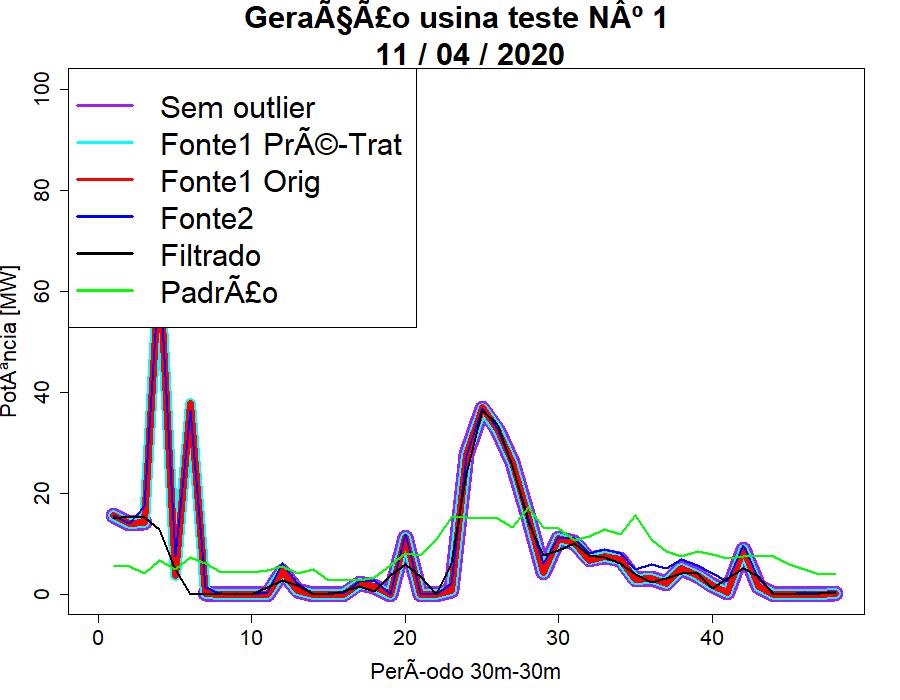 GeraÃ§Ã£o usina teste NÂº 1
11 / 04 / 2020
Sem outlier
Fonte1 PrÃ©-Trat
Fonte1 Orig
Fonte2
Filtrado
PadrÃ£o
PotÃªncia [MW]
100
80
60
40
20
0
0 10 20 30 40
PerÃ-odo 30m-30m